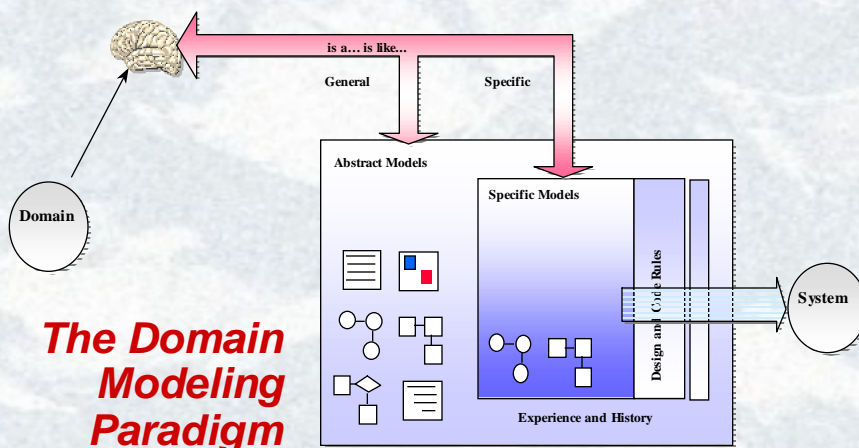 is a... is like...
General
Specific
Abstract Models
Specific Models
Domain
Design and Code Rules
System
The Domain
Modeling
Paradigm
Experience and History